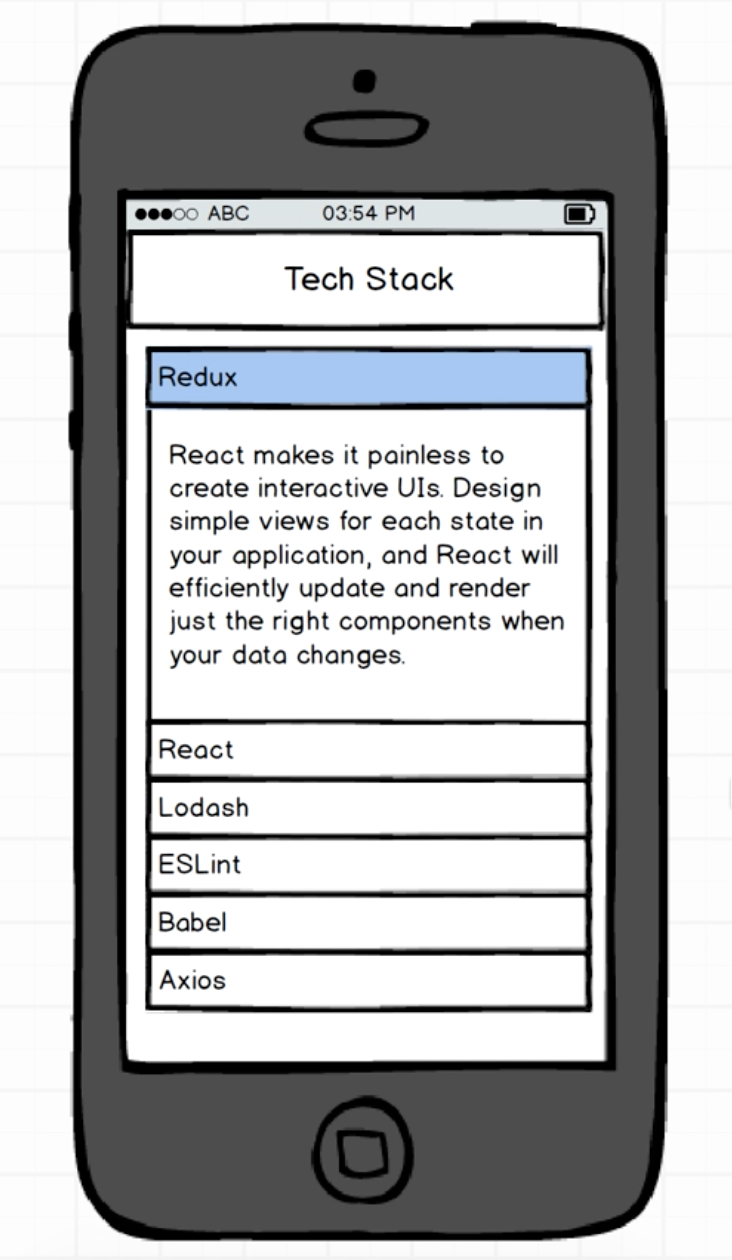 ABC 03:54 PM
Tech Stack
Redux
React makes it painless to
create interactive UIs. Design
simple views for each state in
your application, and React will
efficiently update and render
just the right components when
your data changes.
React
Lodash
ESLint
Babel
Axios